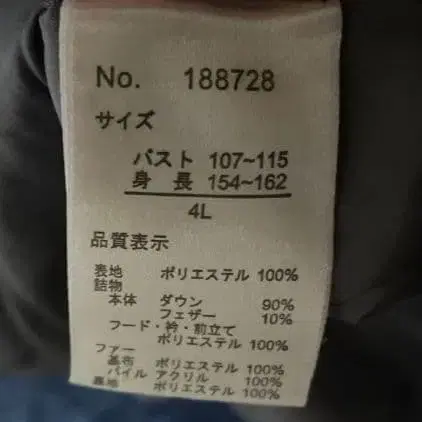 No. 188728
サイズ
バスト 107~115
身 長 154~162
4L
品質表示
表地 ポリエステル 100%
詰物
本体 ダウン 90%
フェザー 10%
フード・衿・前立て
ポリエステル 100%
ファー
基布 ポリエステル 100%
パイル アクリル 100%
裏地 ポリエステル 100%